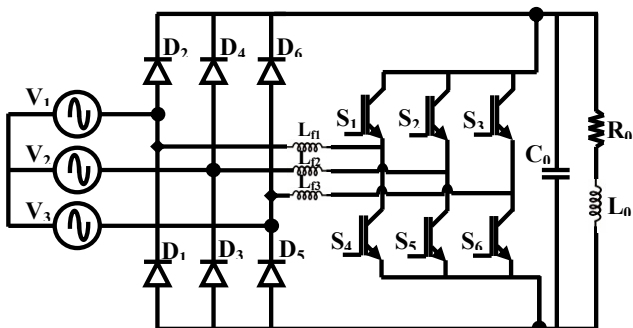 D2 D4 D6
V1
S1 S2 S3
Lf1
R0
C0
V2
Lf2
Lf3
V3
L0
D1 D3 D5
S4 S5 S6